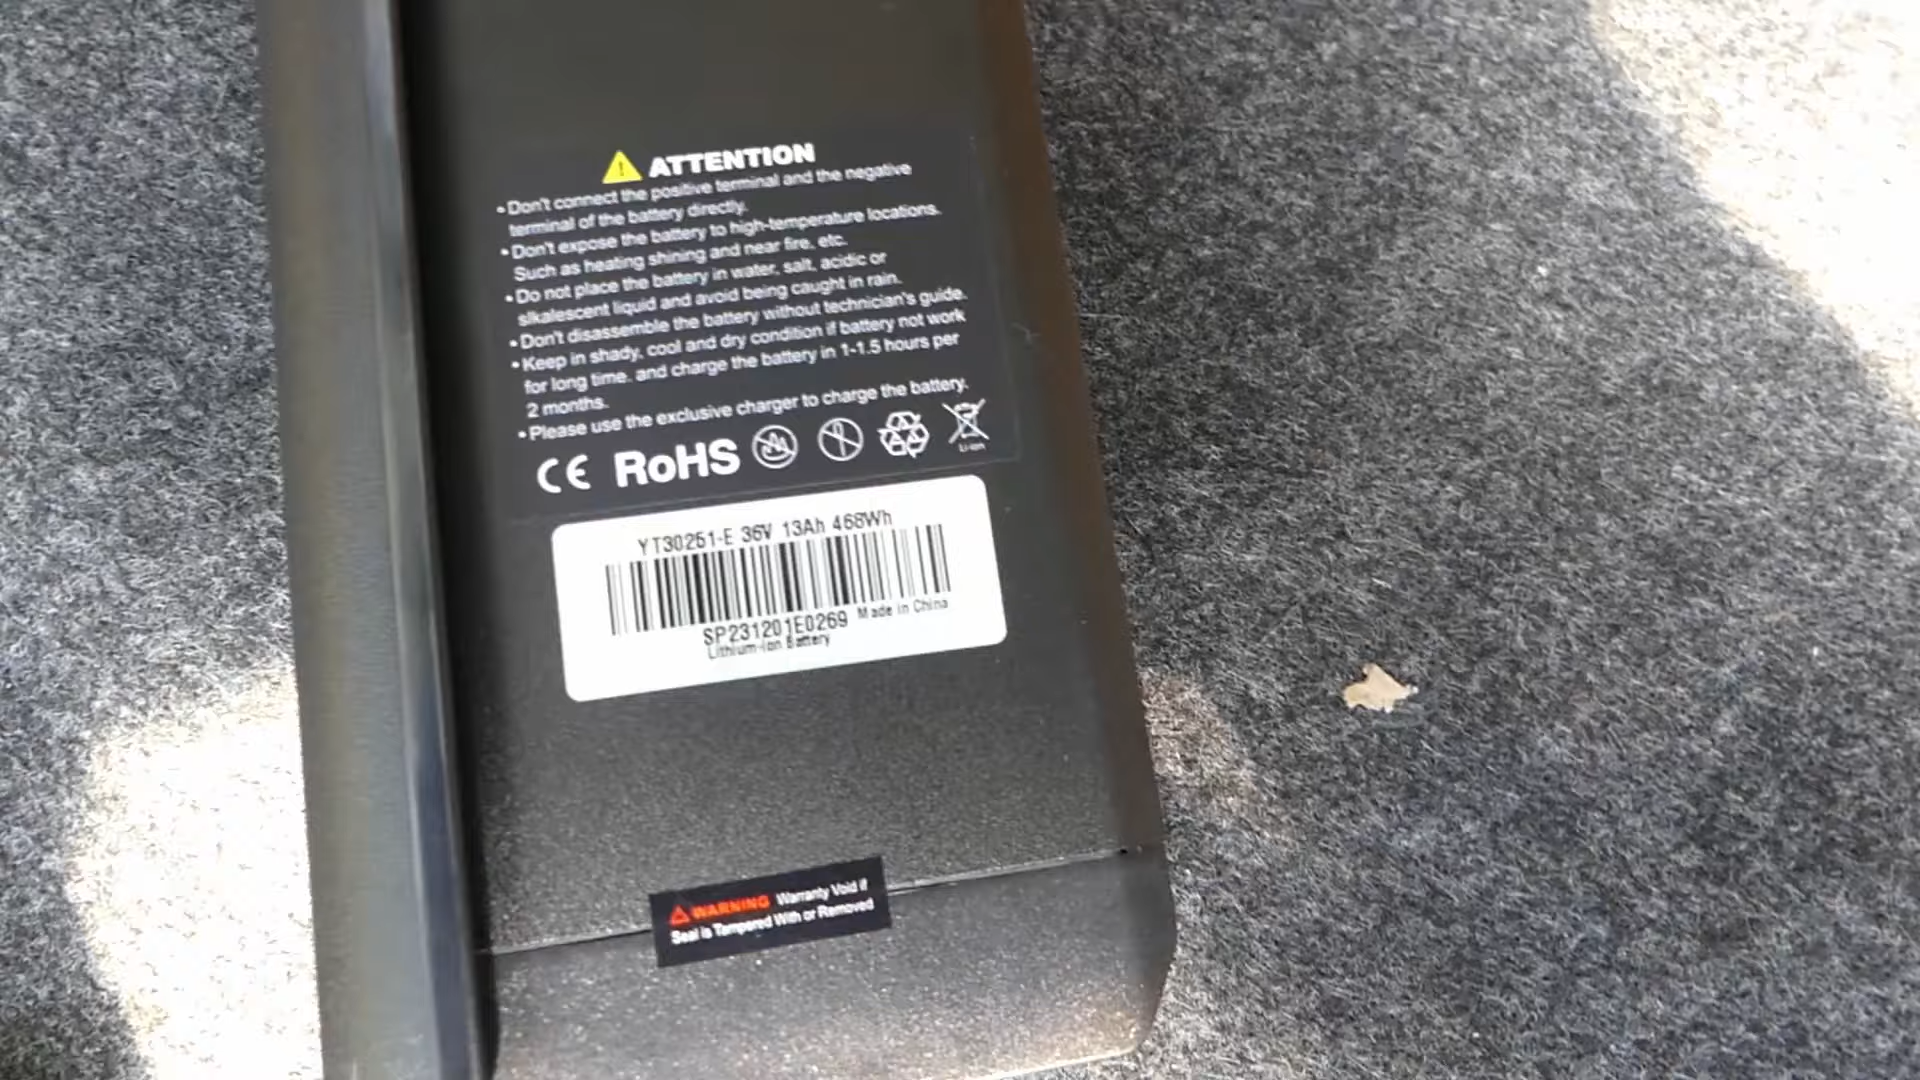 ATTENTION
• Don't connect the positive terminal and the negative
terminal of the battery directly.
• Don't expose the battery to high-temperature locations.
Such as heating shining and near fire, etc.
• Do not place the battery in water, salt, acidic or
slkalescent liquid and avoid being caught in rain.
• Don't disassemble the battery without technician's guide.
• Keep in shady, cool and dry condition if battery not work
for long time. and charge the battery in 1-1.5 hours per
2 months.
• Please use the exclusive charger to charge the battery.
CE RoHS
Li-ion
YT30251-E 36V 13Ah 468Wh
SP231201E0269 Made in China
Lithium-ion Battery
WARNING Warranty Void if
Seal is Tampered With or Removed